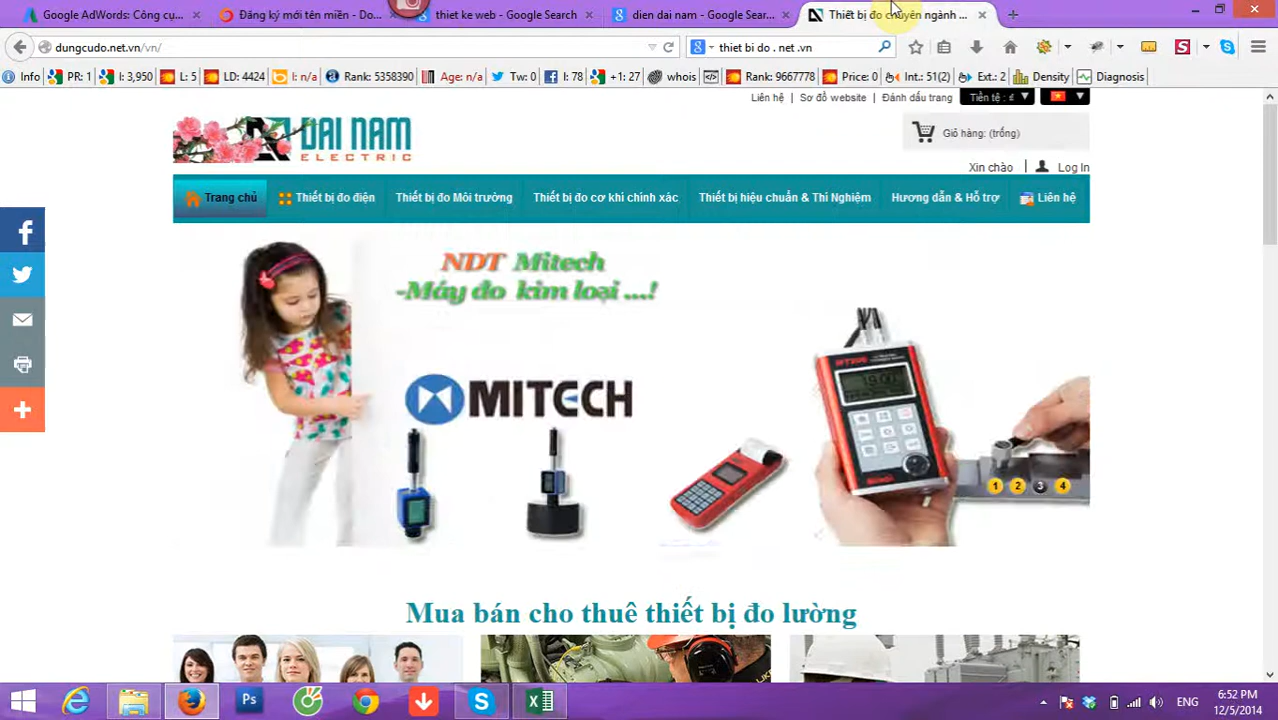 Google AdWords: Công cụ...
Đăng ký mới tên miền - Do...
thiet ke web - Google Search
dien dai nam - Google Sear...
Thiết bị đo chuyên ngành ...
dungcudo.net.vn/vn/
thiet bi do . net .vn
Info
PR: 1
I: 3,950
L: 5
LD: 4424
I: n/a
Rank: 5308390
Age: n/a
Tw: 0
I: 78
+1: 27
whois
Rank: 9667778
Price: 0
Int.: 51(2)
Ext.: 2
Density
Diagnosis
Liên hệ | Sơ đồ website | Đánh dấu trang
Tiền tệ : đ
DAI NAM
ELECTRIC
Giỏ hàng: (trống)
Xin chào | Log In
Trang chủ
Thiết bị đo điện
Thiết bị đo Môi trường
Thiết bị đo cơ khí chính xác
Thiết bị hiệu chuẩn & Thí Nghiệm
Hương dẫn & Hỗ trợ
Liên hệ
NDT Mitech
-Máy đo kim loại ...!
MITECH
1 2 3 4
Mua bán cho thuê thiết bị đo lường
ENG
6:52 PM
12/5/2014